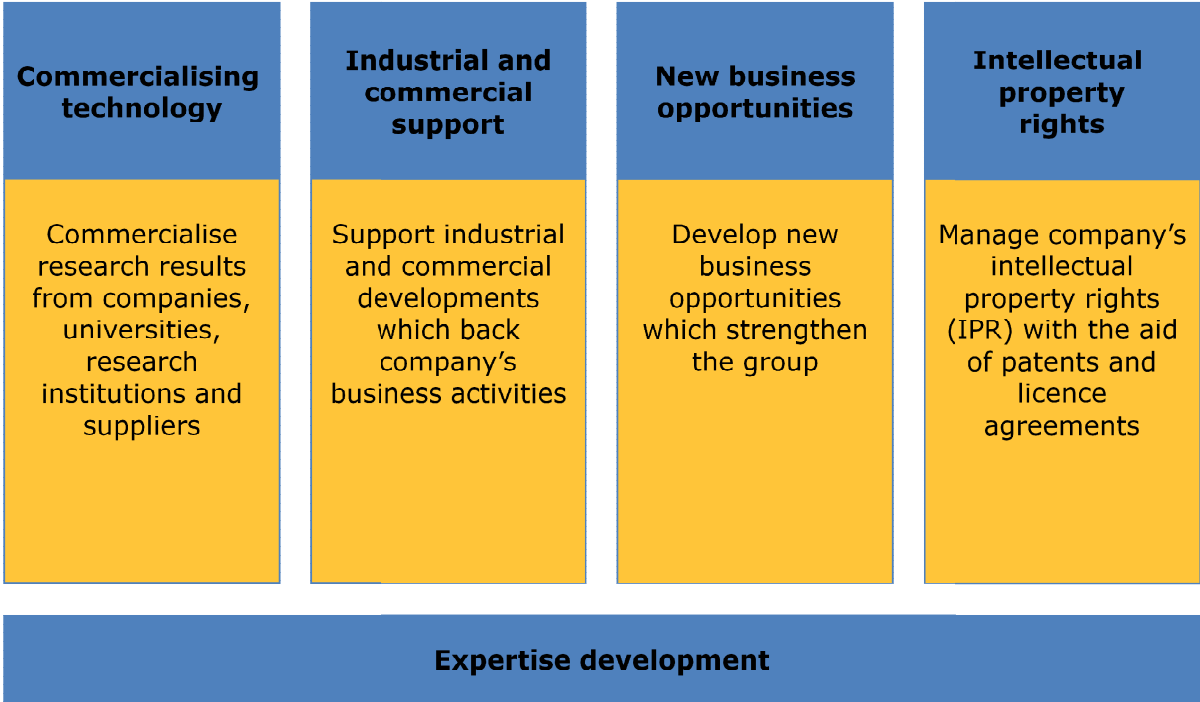 Commercialising
technology
Commercialise
research results
from companies,
universities,
research
institutions and
suppliers
Industrial and
commercial
support
Support industrial
and commercial
developments
which back
company’s
business activities
New business
opportunities
Develop new
business
opportunities
which strengthen
the group
Intellectual
property
rights
Manage company’s
intellectual
property rights
(IPR) with the aid
of patents and
licence
agreements
Expertise development